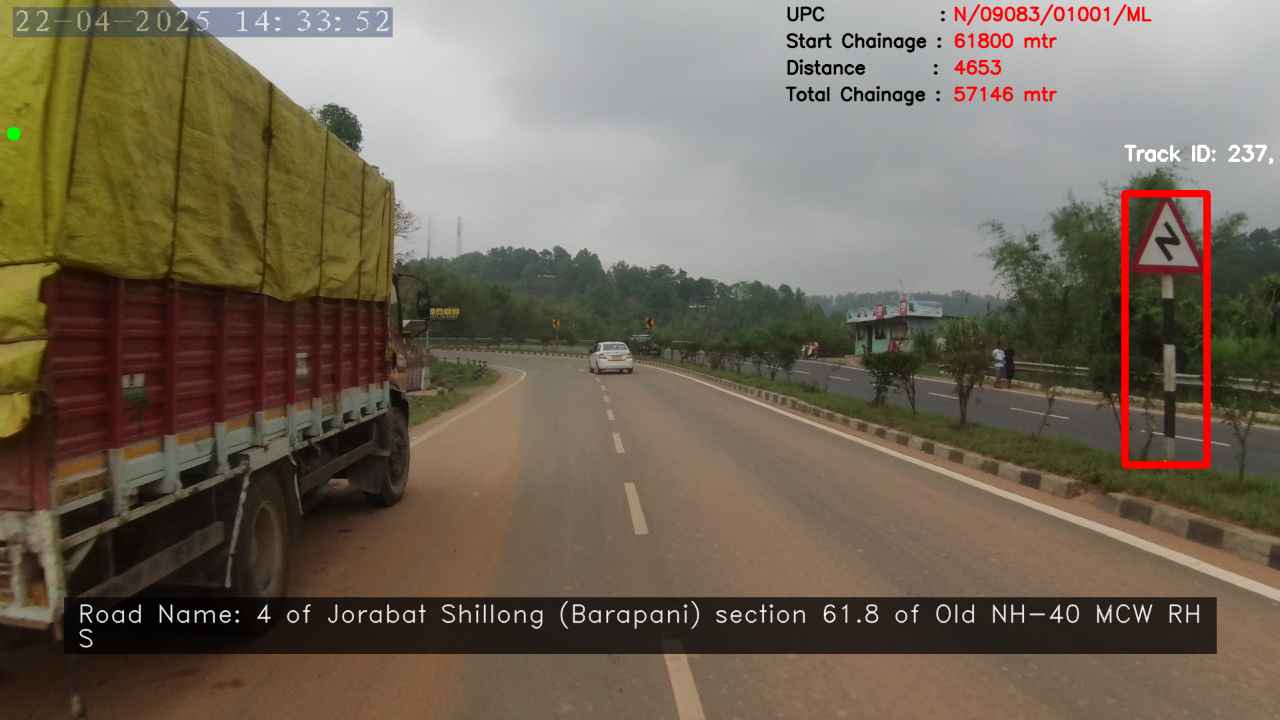 22-04-2025 14:33:52
UPC : N/09083/01001/ML
Start Chainage : 61800 mtr
Distance : 4653
Total Chainage : 57146 mtr
Track ID: 237,
Road Name: 4 of Jorabat Shillong (Barapani) section 61.8 of Old NH-40 MCW RH
S